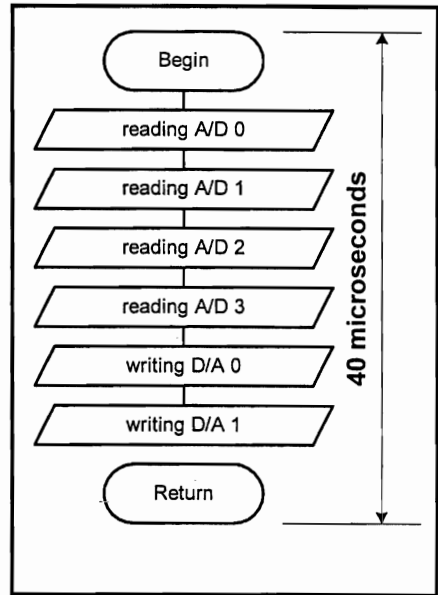 Begin
reading A/D 0
reading A/D 1
reading A/D 2
reading A/D 3
writing D/A 0
writing D/A 1
Return
40 microseconds